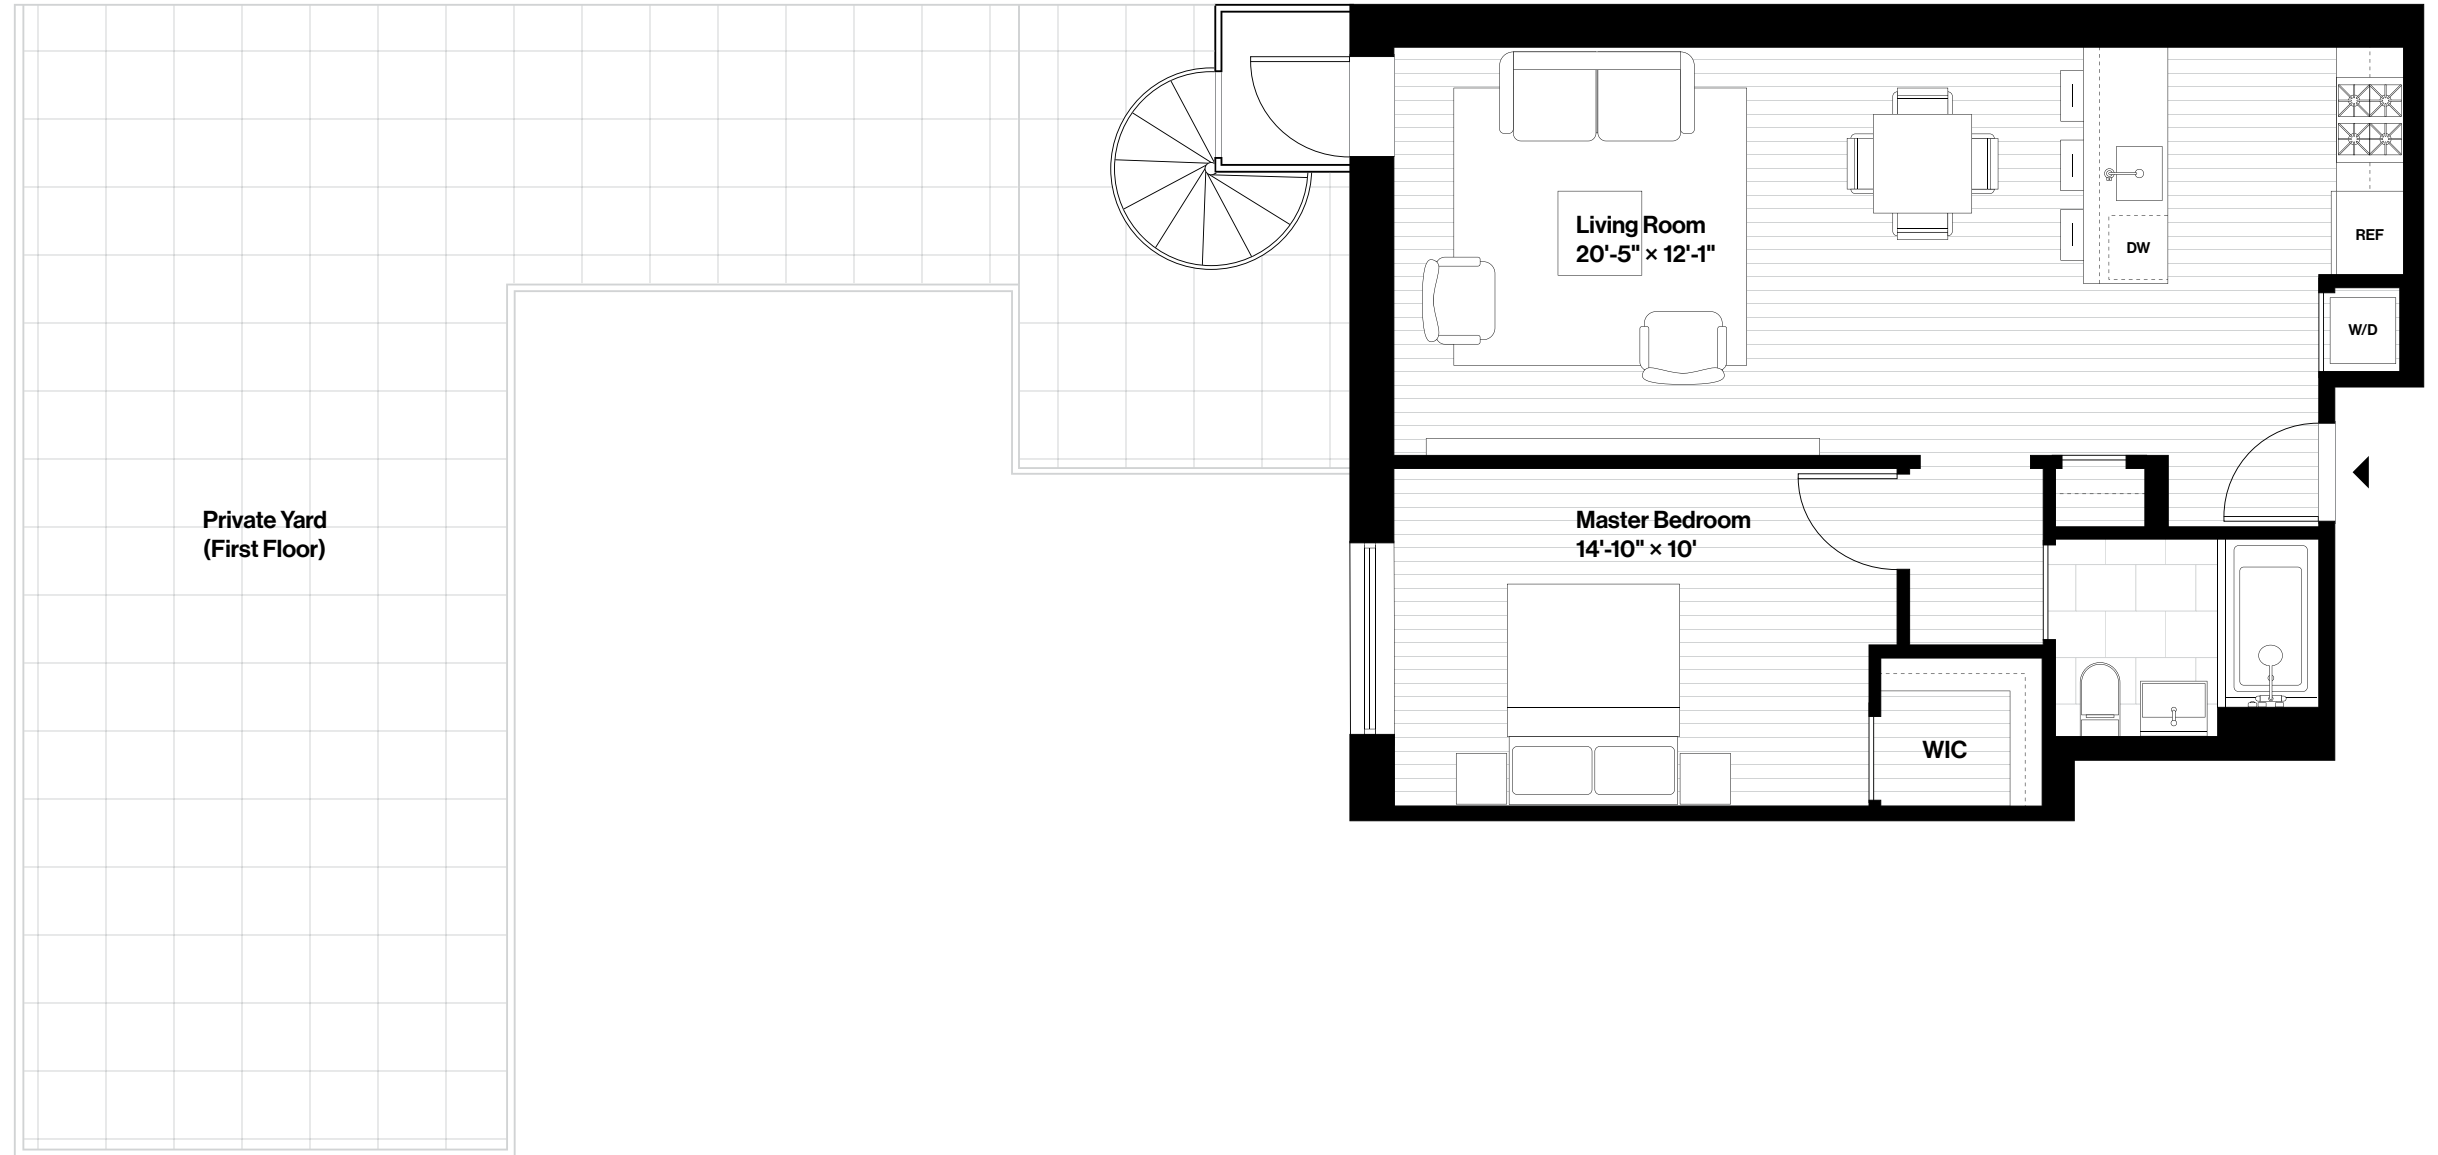 Living Room
20'-5" × 12'-1"
DW
REF
W/D
Private Yard
(First Floor)
Master Bedroom
14'-10" × 10'
WIC